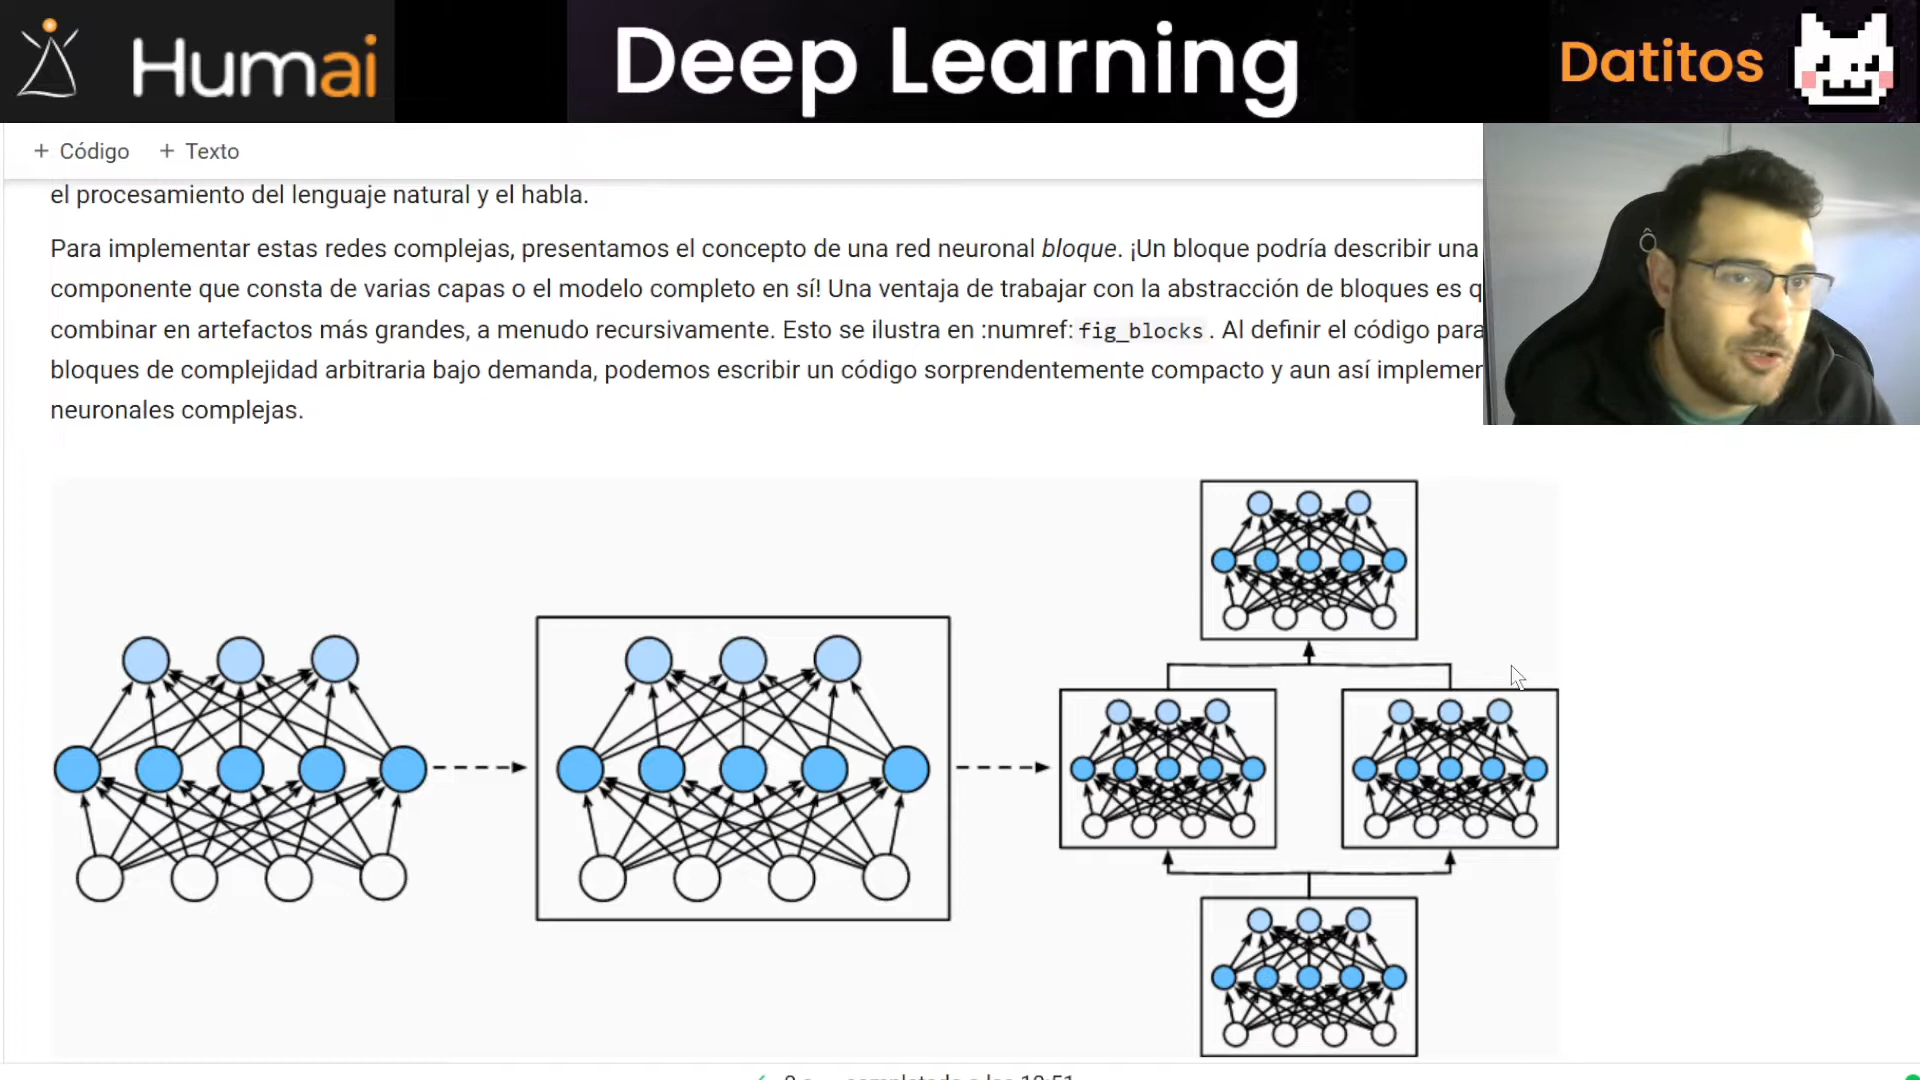 Humai
Deep Learning
Datitos
+ Código + Texto
el procesamiento del lenguaje natural y el habla.
Para implementar estas redes complejas, presentamos el concepto de una red neuronal bloque. ¡Un bloque podría describir una
componente que consta de varias capas o el modelo completo en sí! Una ventaja de trabajar con la abstracción de bloques es q
combinar en artefactos más grandes, a menudo recursivamente. Esto se ilustra en :numref: fig_blocks . Al definir el código para
bloques de complejidad arbitraria bajo demanda, podemos escribir un código sorprendentemente compacto y aun así implemen
neuronales complejas.